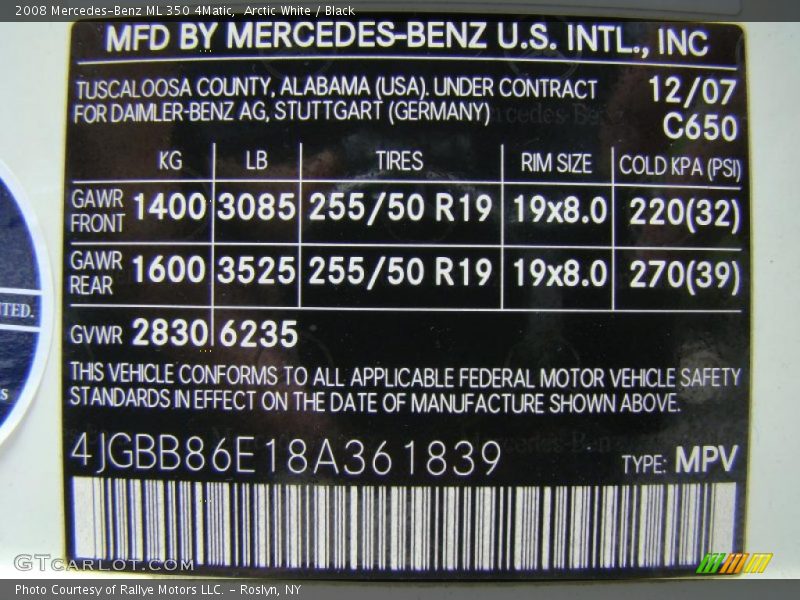 2008 Mercedes-Benz ML 350 4Matic, Arctic White / Black
MFD BY MERCEDES-BENZ U.S. INTL., INC
TUSCALOOSA COUNTY, ALABAMA (USA). UNDER CONTRACT 12/07
FOR DAIMLER-BENZ AG, STUTTGART (GERMANY) C650
KG LB TIRES RIM SIZE COLD KPA (PSI)
GAWR FRONT 1400 3085 255/50 R19 19x8.0 220(32)
GAWR REAR 1600 3525 255/50 R19 19x8.0 270(39)
GVWR 2830 6235
THIS VEHICLE CONFORMS TO ALL APPLICABLE FEDERAL MOTOR VEHICLE SAFETY
STANDARDS IN EFFECT ON THE DATE OF MANUFACTURE SHOWN ABOVE.
4JGBB86E18A361839 TYPE: MPV
GTCARLOT.COM
Photo Courtesy of Rallye Motors LLC. - Roslyn, NY